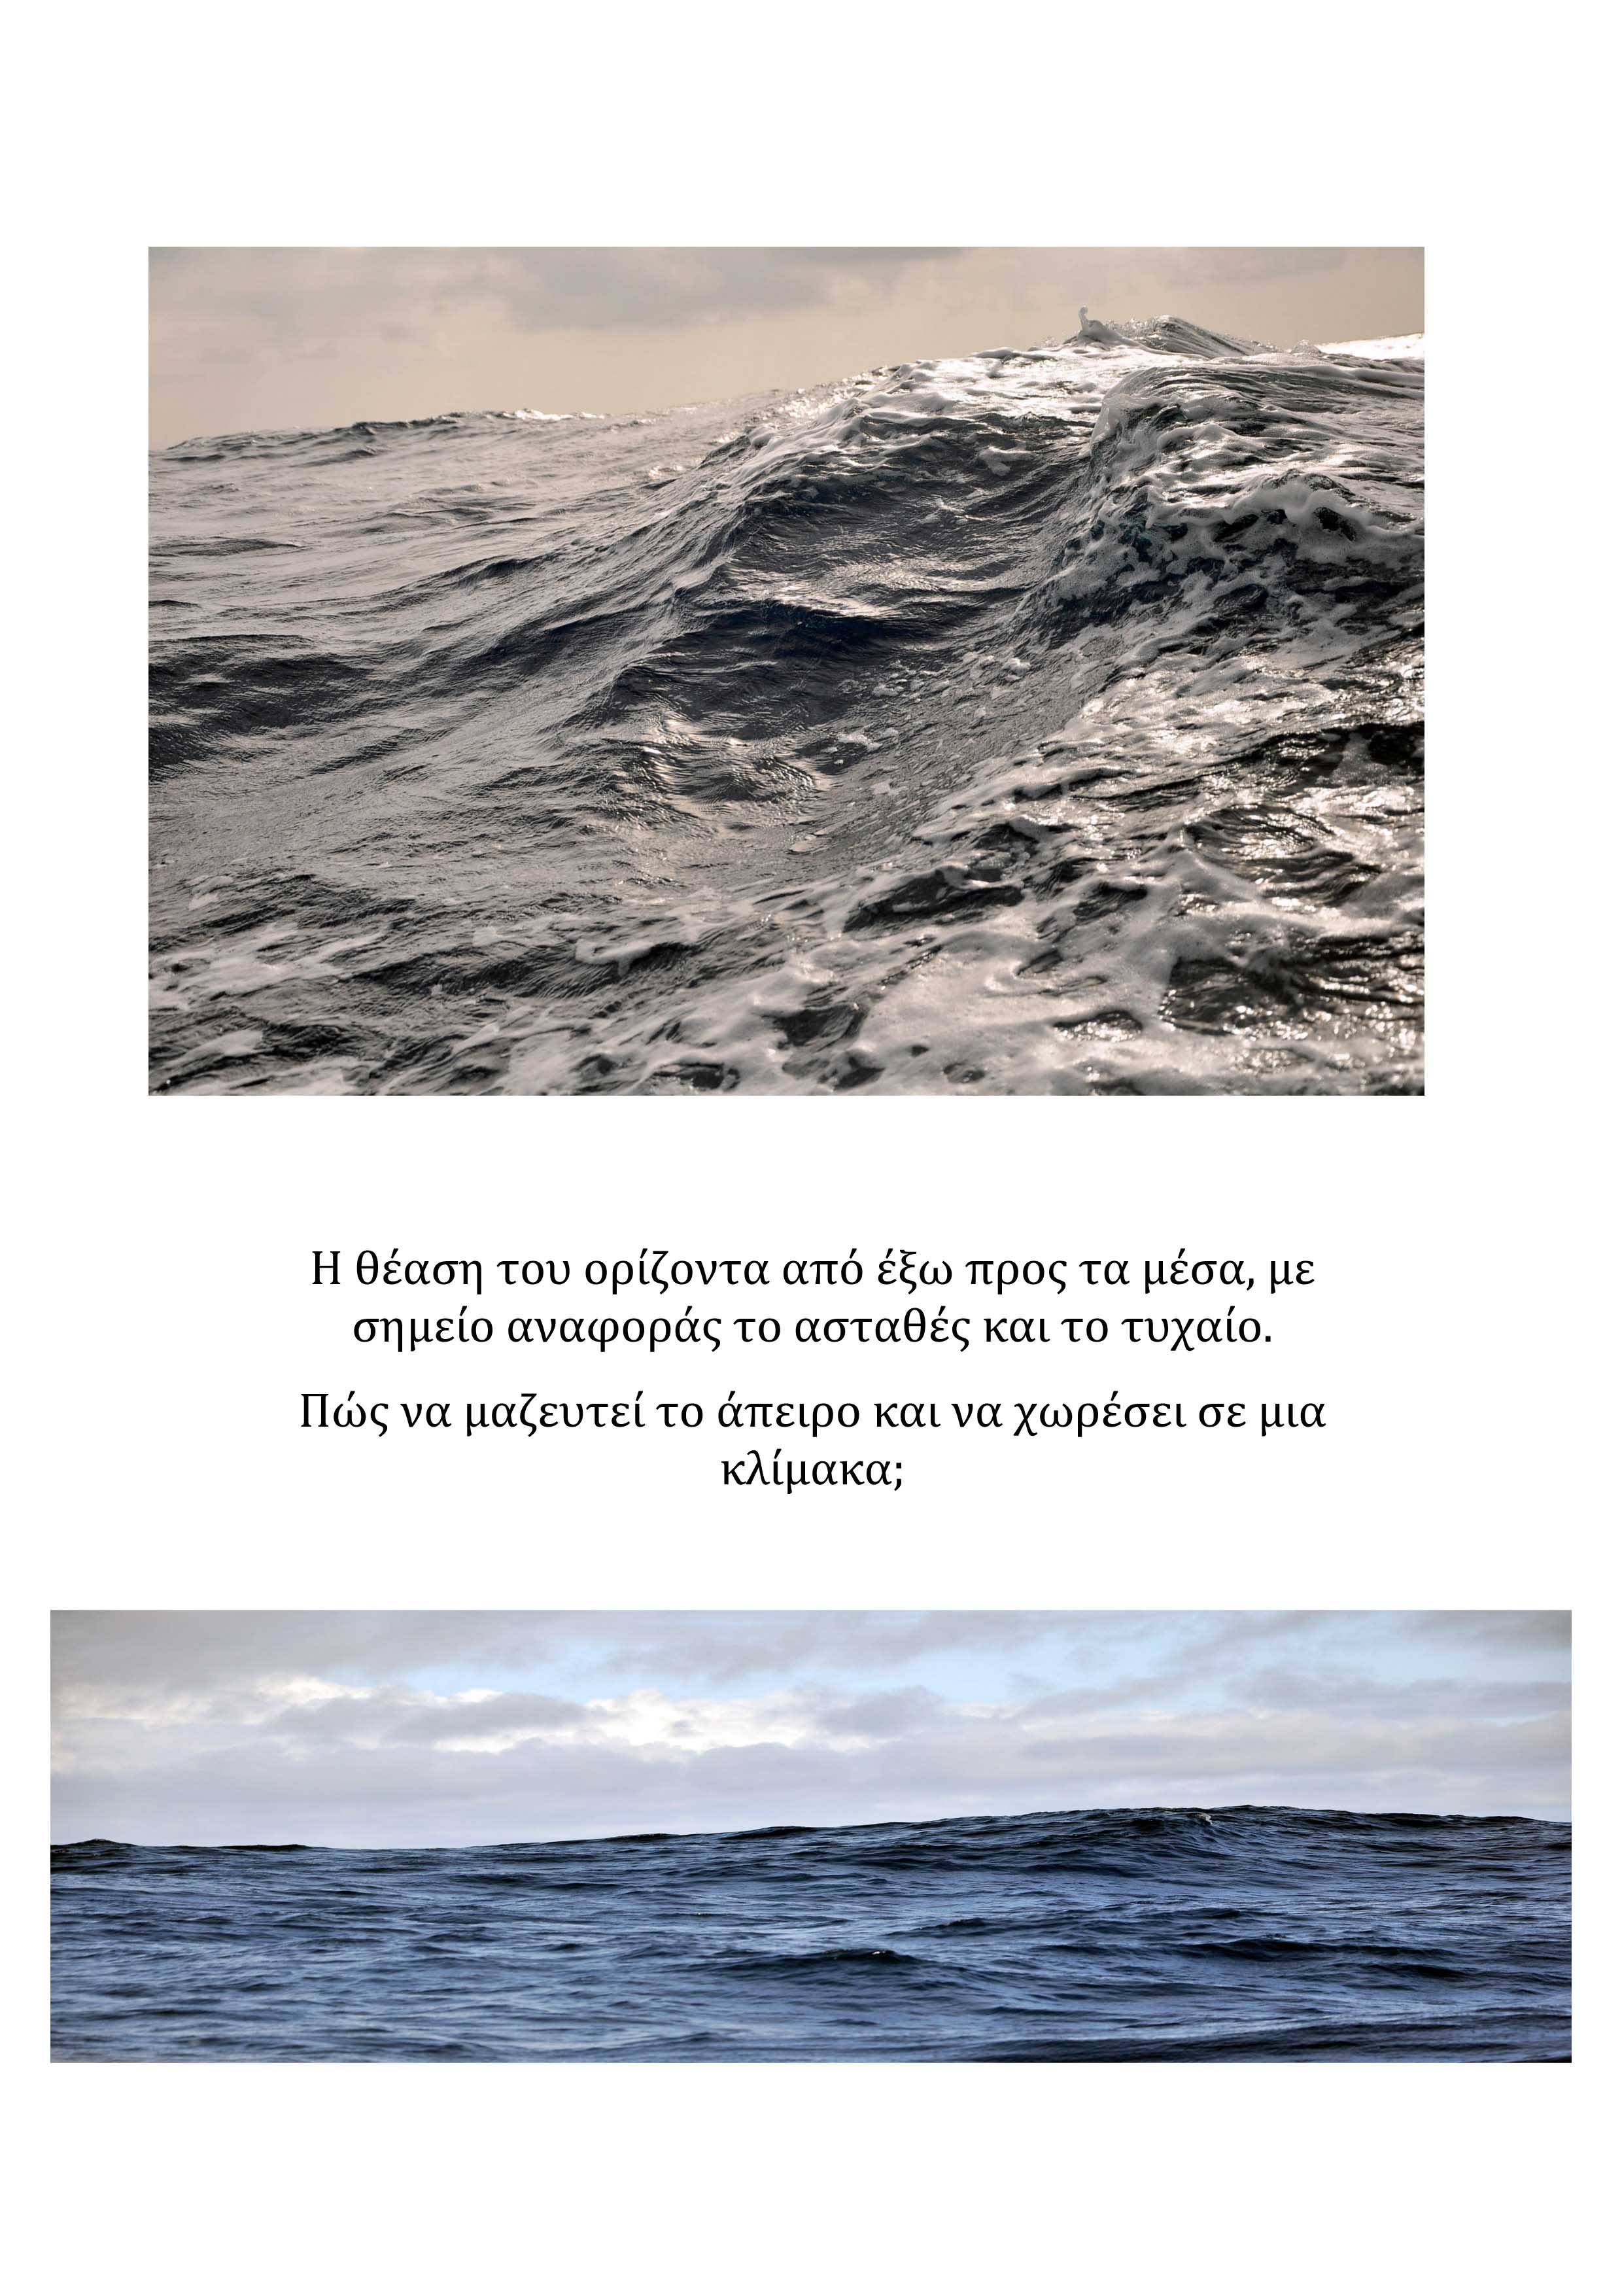 Η θέαση του ορίζοντα από έξω προς τα μέσα, με
σημείο αναφοράς το ασταθές και το τυχαίο.
Πώς να μαζευτεί το άπειρο και να χωρέσει σε μια
κλίμακα;